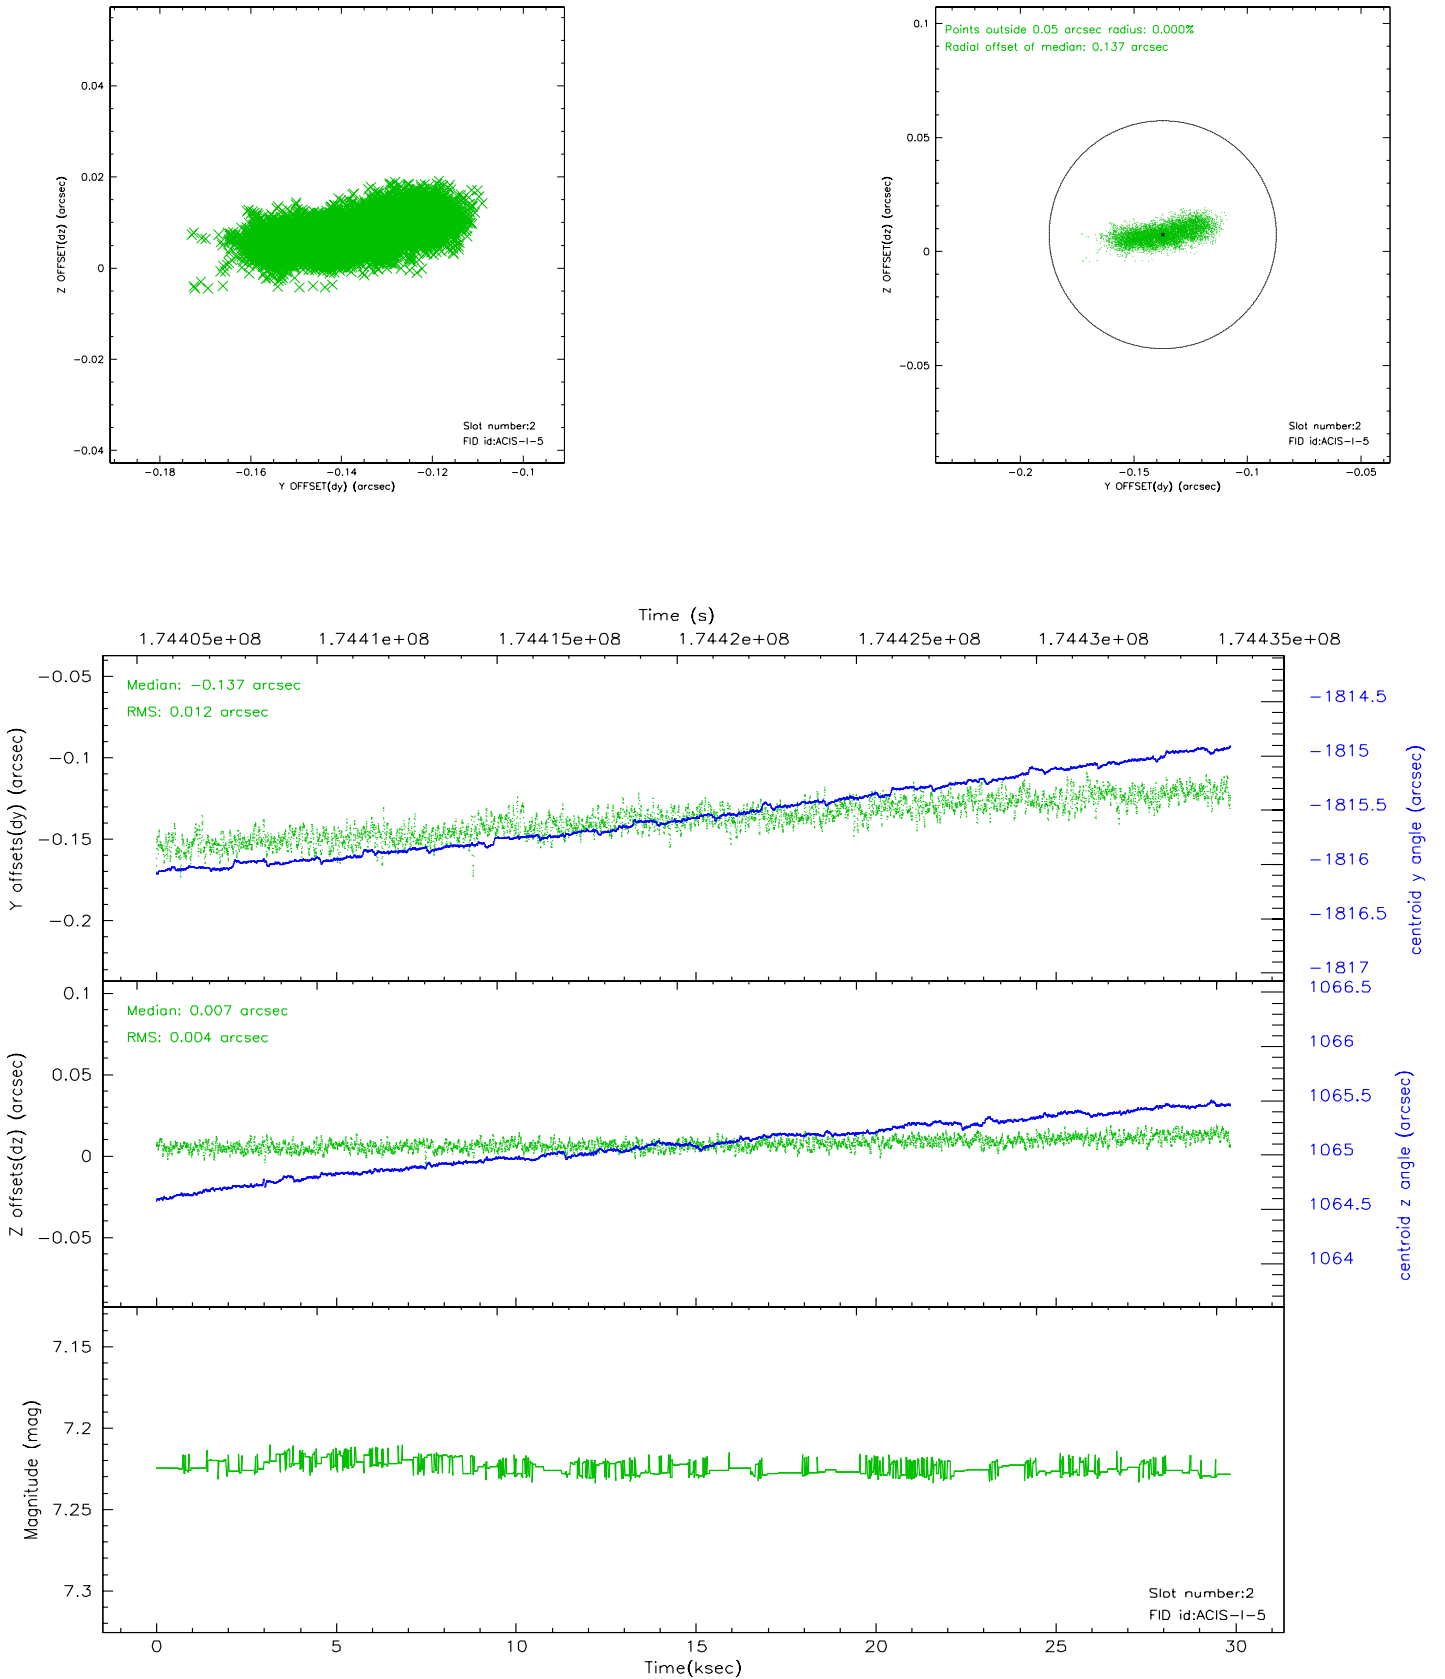 0.04
0.02
0
−0.02
−0.04
Z OFFSET(dz) (arcsec)
Slot number:2
FID id:ACIS−I−5
−0.18 −0.16 −0.14 −0.12 −0.1
Y OFFSET(dy) (arcsec)
Points outside 0.05 arcsec radius: 0.000%
Radial offset of median: 0.137 arcsec
0.1
0.05
0
−0.05
Z OFFSET(dz) (arcsec)
Slot number:2
FID id:ACIS−I−5
−0.2 −0.15 −0.1 −0.05
Y OFFSET(dy) (arcsec)
Time (s)
1.74405e+08 1.7441e+08 1.74415e+08 1.7442e+08 1.74425e+08 1.7443e+08 1.74435e+08
Median: −0.137 arcsec
RMS: 0.012 arcsec
−0.05
−0.1
−0.15
−0.2
Y offsets(dy) (arcsec)
−1814.5
−1815
−1815.5
−1816
−1816.5
−1817
centroid y angle (arcsec)
Median: 0.007 arcsec
RMS: 0.004 arcsec
0.1
0.05
0
−0.05
Z offsets(dz) (arcsec)
1066.5
1066
1065.5
1065
1064.5
1064
centroid z angle (arcsec)
7.15
7.2
7.25
7.3
Magnitude (mag)
Slot number:2
FID id:ACIS−I−5
0 5 10 15 20 25 30
Time(ksec)